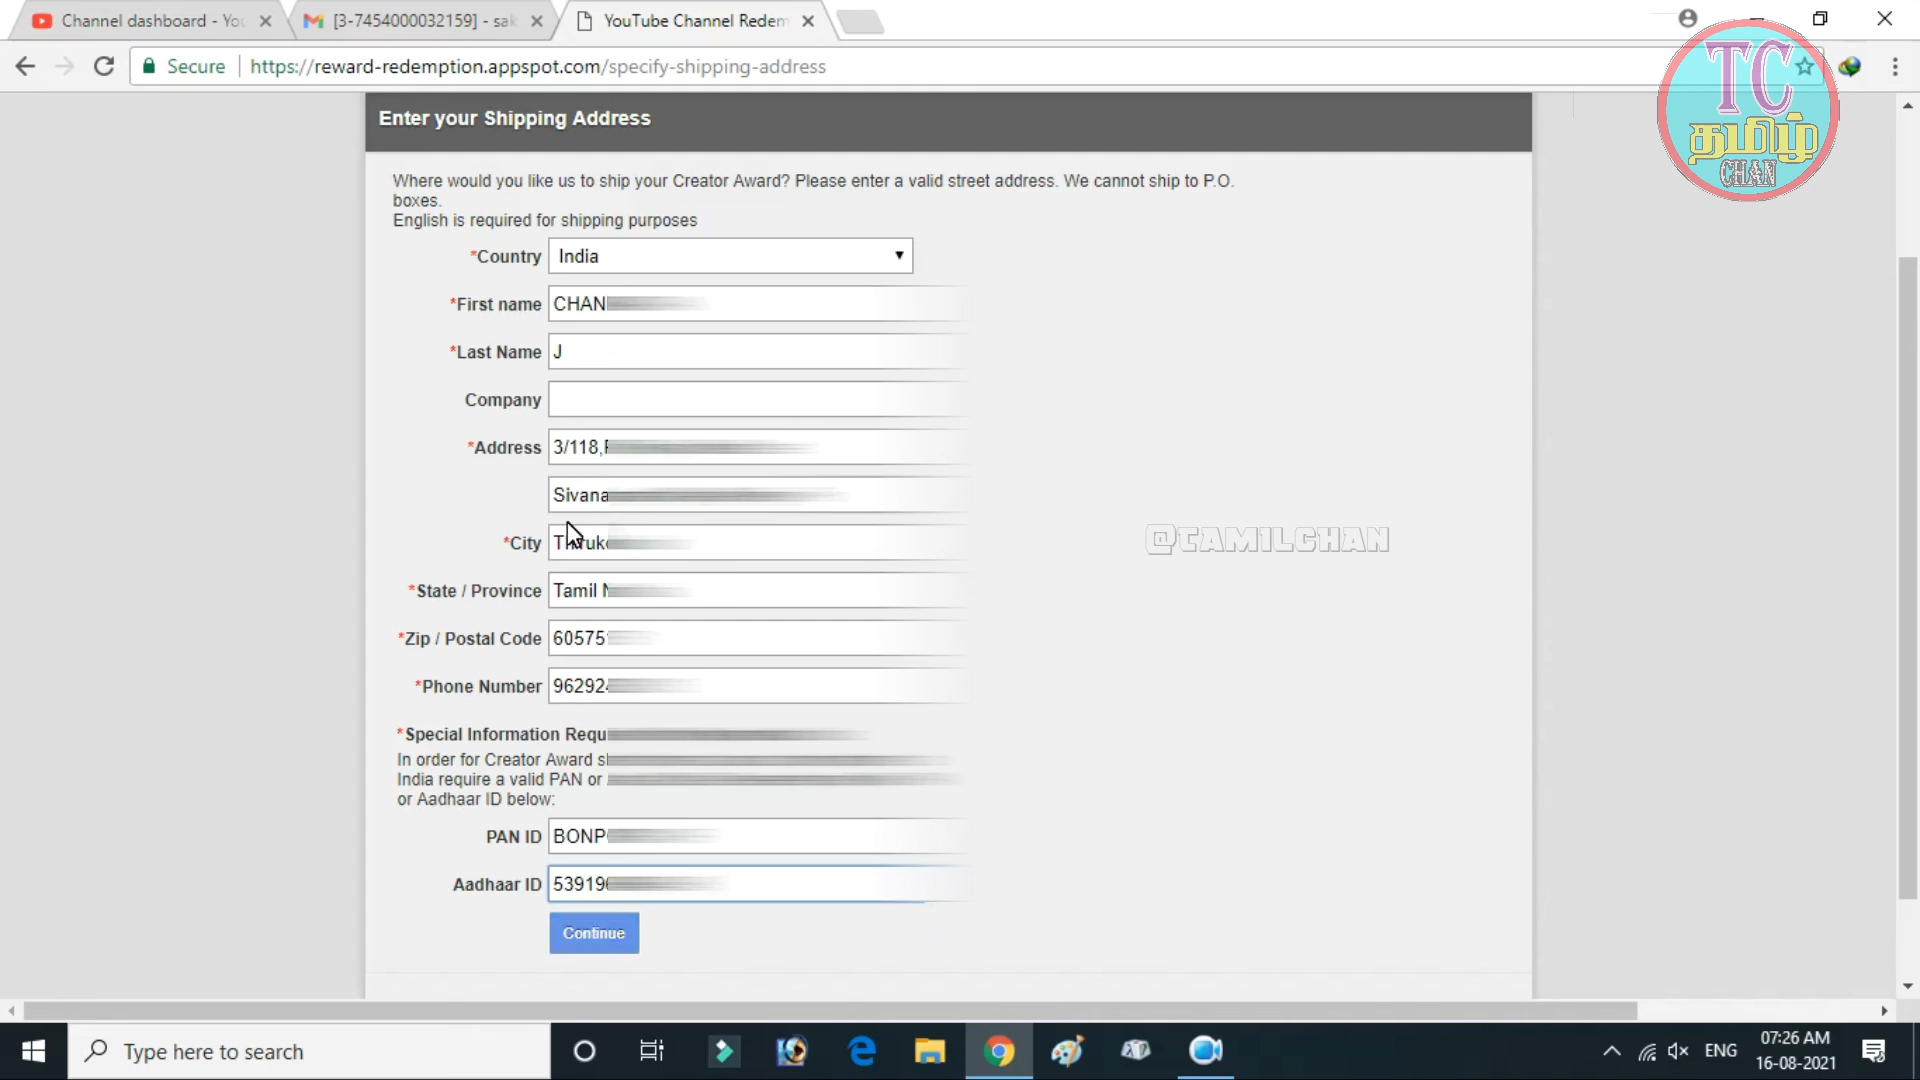 Channel dashboard - You
[3-7454000032159] - sak
YouTube Channel Redem
Secure
https://reward-redemption.appspot.com/specify-shipping-address
TC
தமிழ்
CHAN
Enter your Shipping Address
Where would you like us to ship your Creator Award? Please enter a valid street address. We cannot ship to P.O.
boxes.
English is required for shipping purposes
*Country India
*First name CHAN
*Last Name J
Company
*Address 3/118,
Sivana
*City
*State / Province Tamil N
*Zip / Postal Code 60575
*Phone Number 96292
*Special Information Requ
In order for Creator Award s
India require a valid PAN or
or Aadhaar ID below:
PAN ID BONP
Aadhaar ID 53919
Continue
@TAMILCHAN
Type here to search
ENG
07:26 AM
16-08-2021